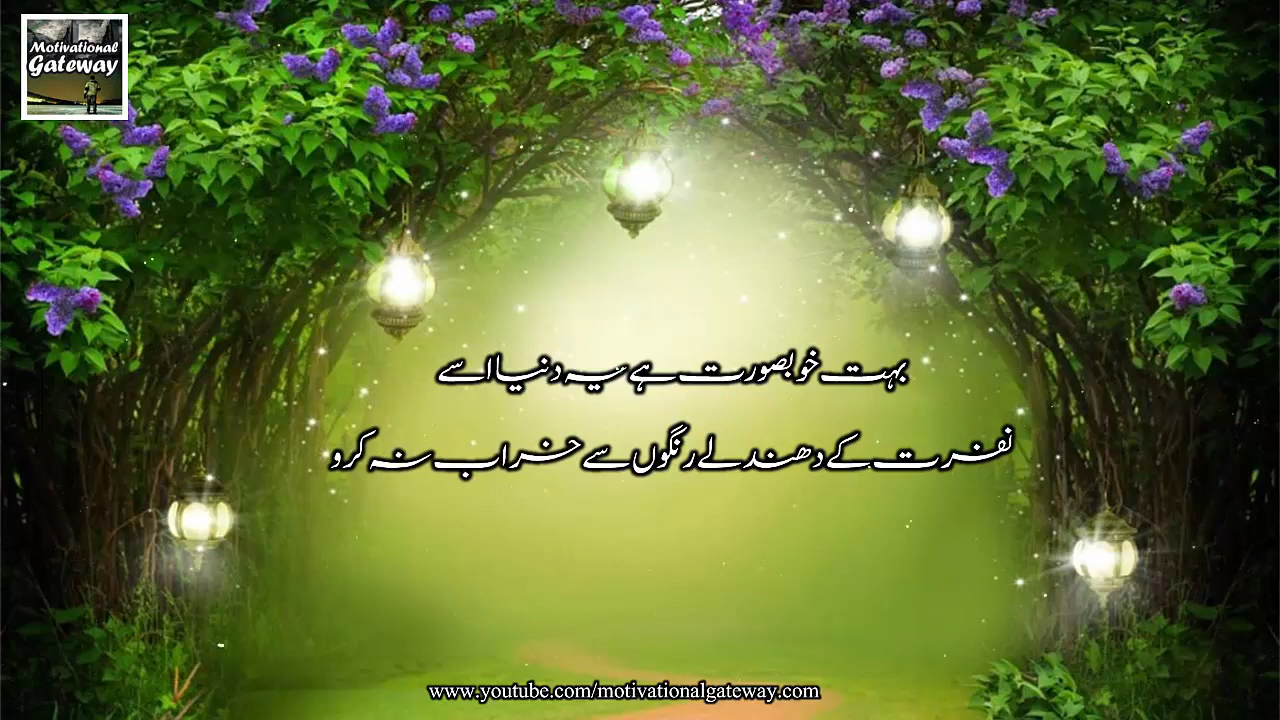 Motivational
Gateway
بہت خوبصورت ہے یہ دنیا اسے
نفرت کے دھندلے رنگوں سے خراب نہ کرو
www.youtube.com/motivationalgateway.com